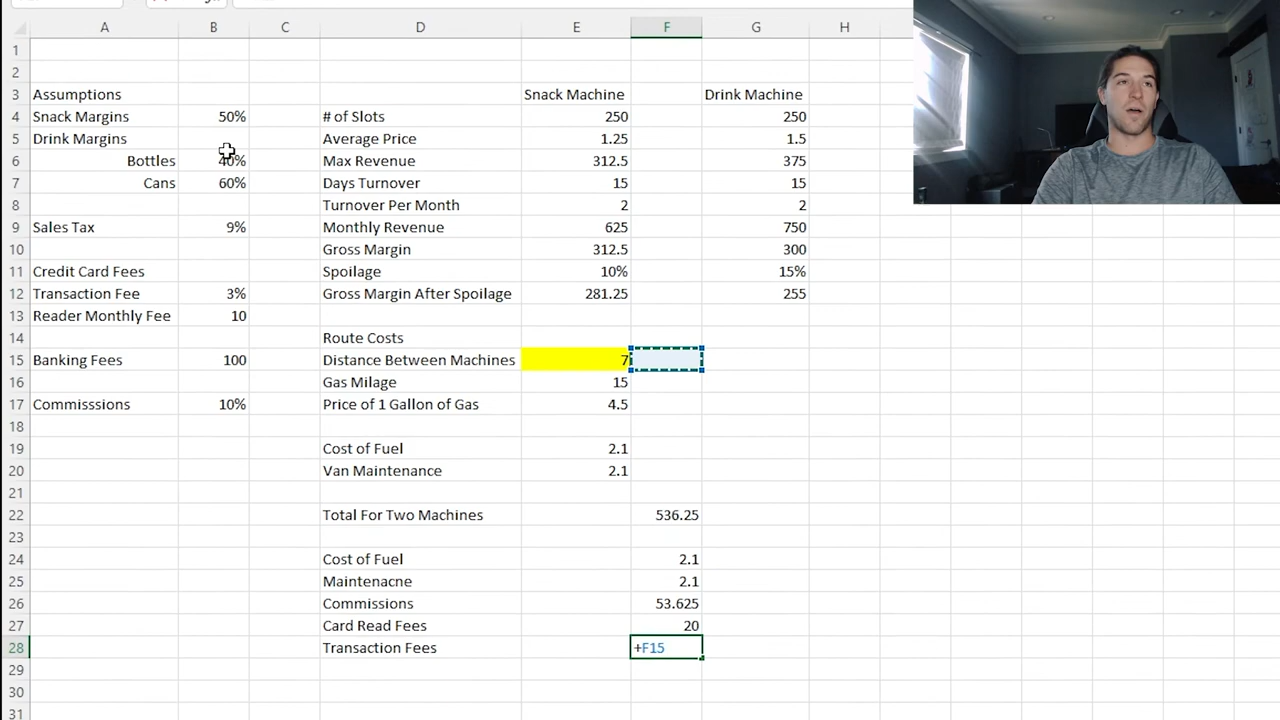 A B C D E F G H
1
2
3 Assumptions Snack Machine Drink Machine
4 Snack Margins 50% # of Slots 250 250
5 Drink Margins Average Price 1.25 1.5
6 Bottles 40% Max Revenue 312.5 375
7 Cans 60% Days Turnover 15 15
8 Turnover Per Month 2 2
9 Sales Tax 9% Monthly Revenue 625 750
10 Gross Margin 312.5 300
11 Credit Card Fees Spoilage 10% 15%
12 Transaction Fee 3% Gross Margin After Spoilage 281.25 255
13 Reader Monthly Fee 10
14 Route Costs
15 Banking Fees 100 Distance Between Machines 7
16 Gas Milage 15
17 Commisssions 10% Price of 1 Gallon of Gas 4.5
18
19 Cost of Fuel 2.1
20 Van Maintenance 2.1
21
22 Total For Two Machines 536.25
23
24 Cost of Fuel 2.1
25 Maintenacne 2.1
26 Commissions 53.625
27 Card Read Fees 20
28 Transaction Fees +F15
29
30
31